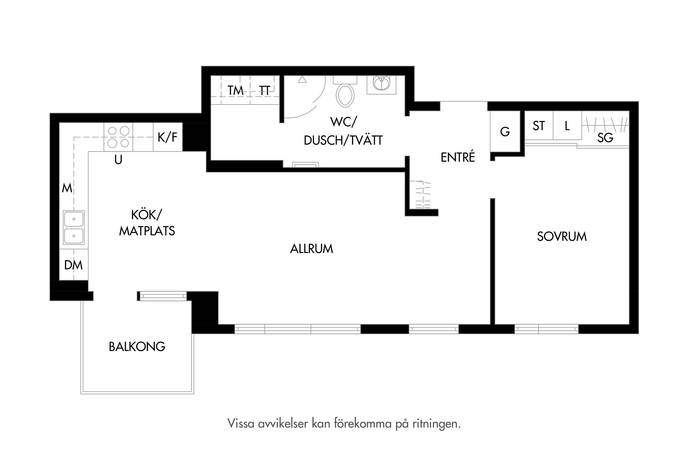 TM TT
WC/
DUSCH/TVÄTT
K/F
U
M
G
ST L
SG
ENTRÉ
KÖK/
MATPLATS
ALLRUM
SOVRUM
DM
BALKONG
Vissa avvikelser kan förekomma på ritningen.